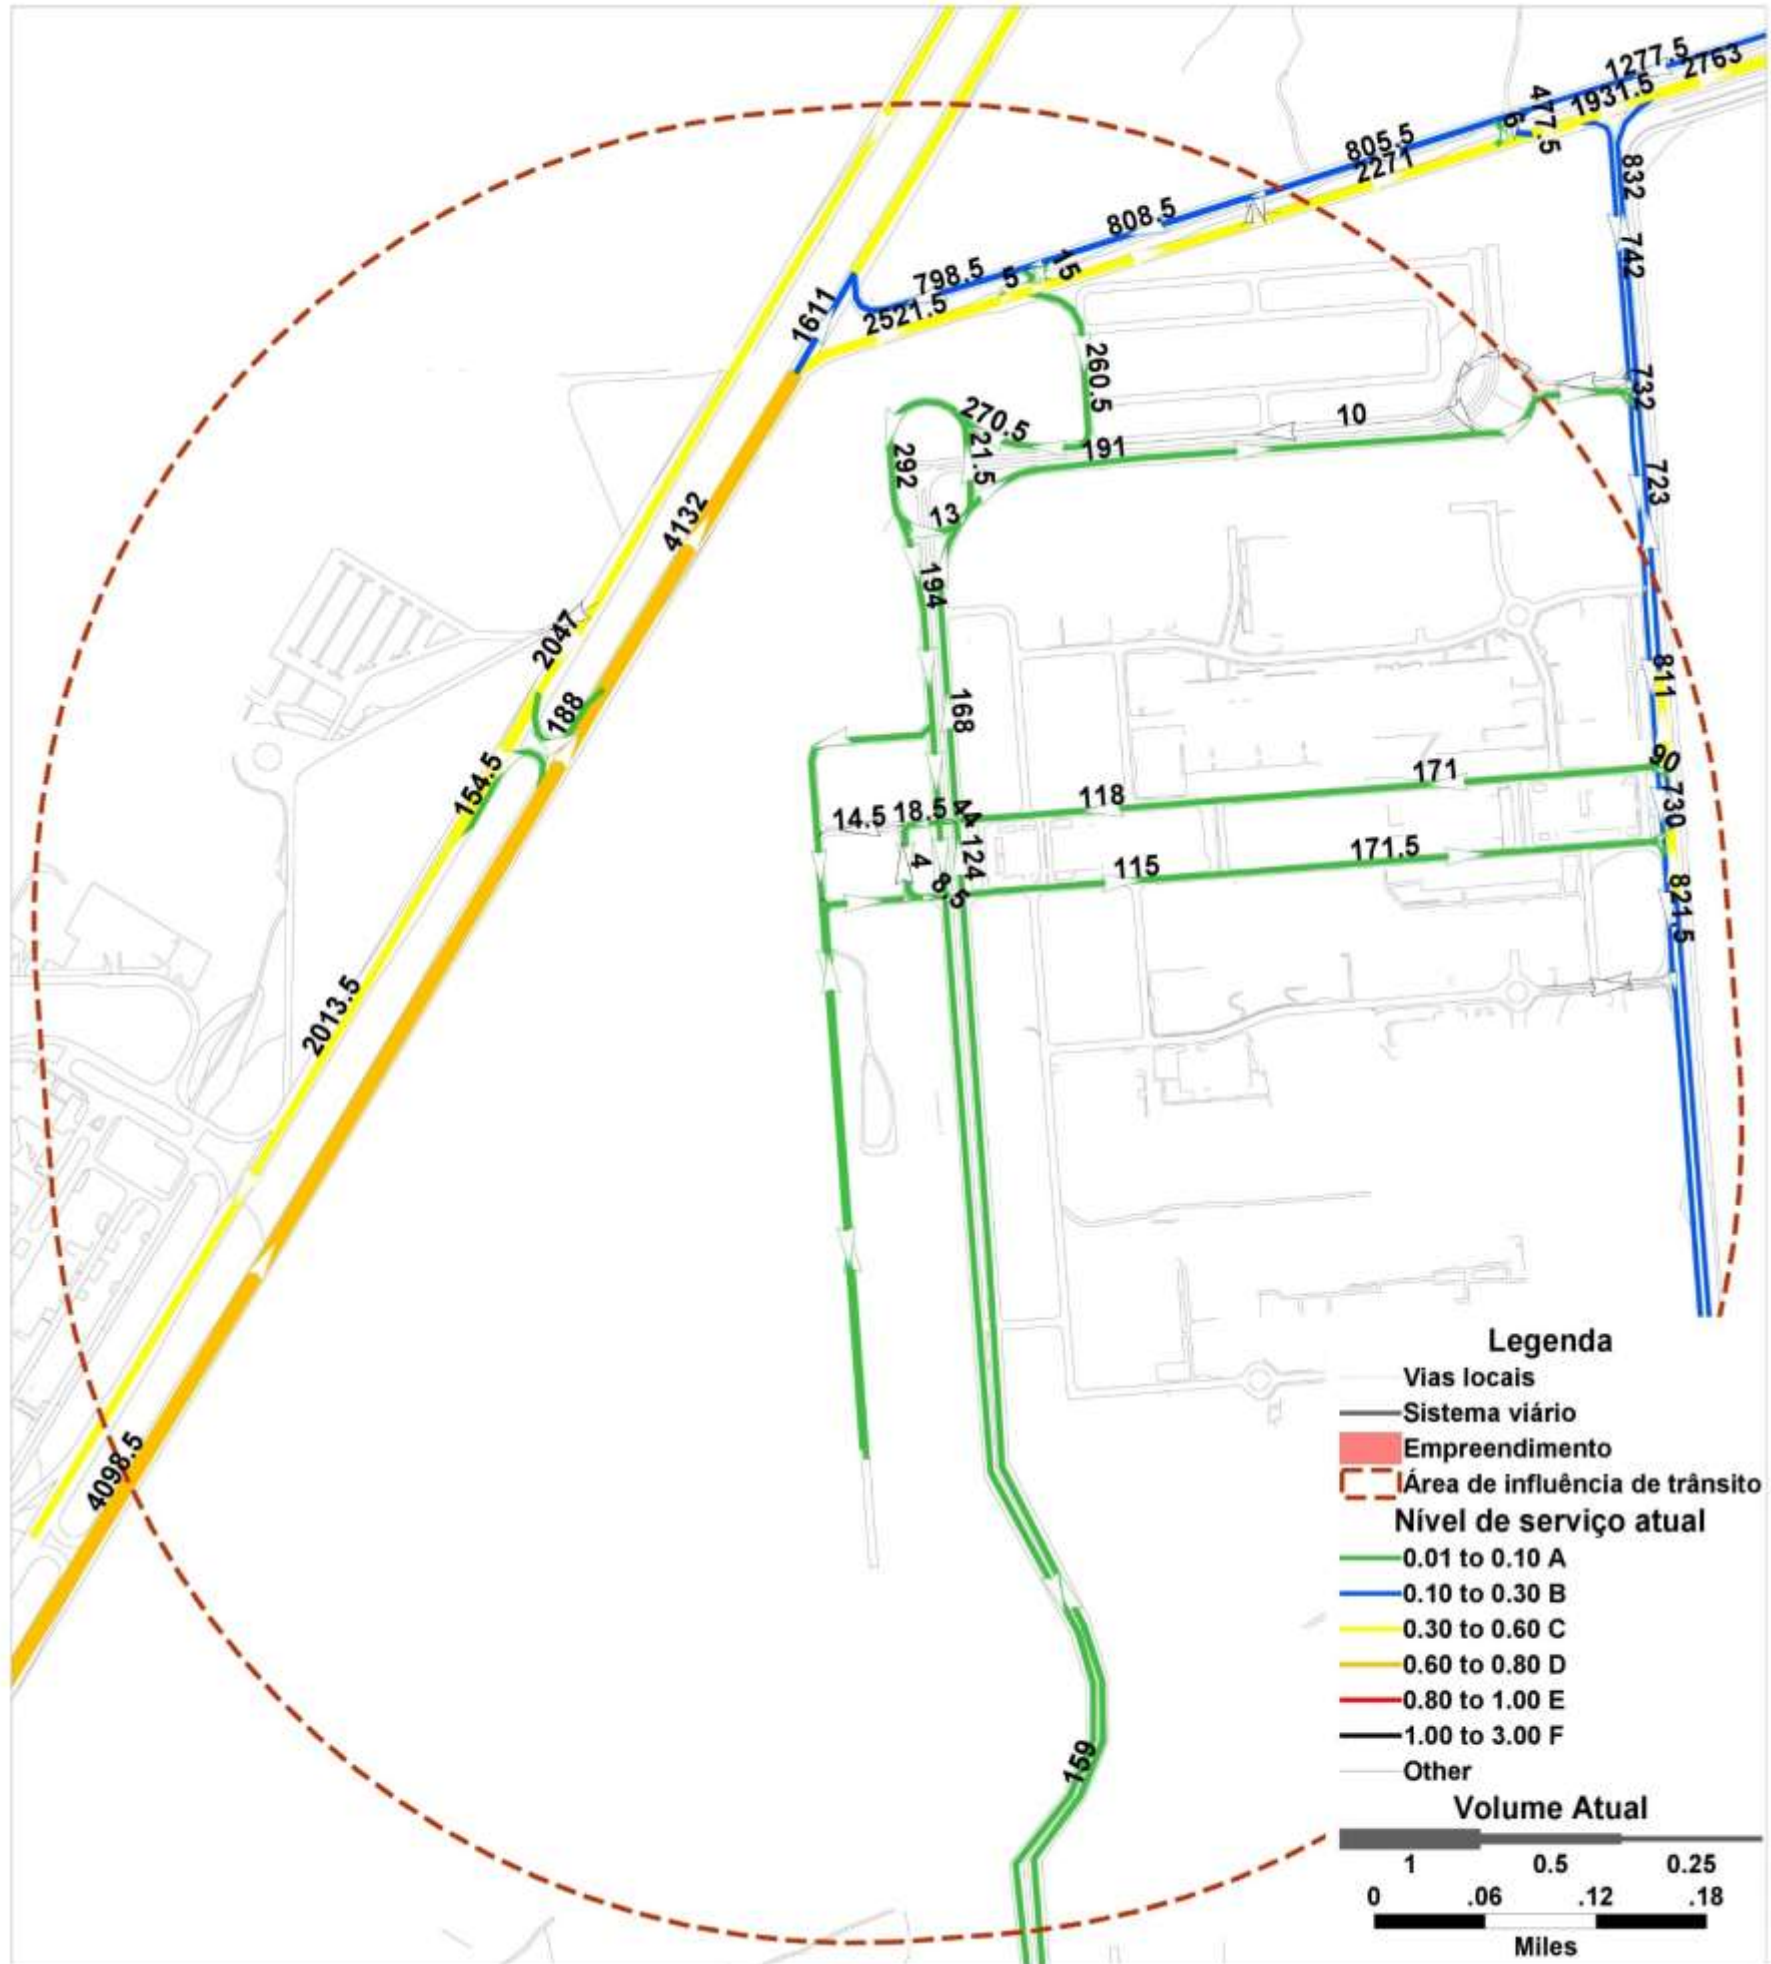 1277.5
2763
477.5
1931.5
6
805.5
2271
832
808.5
742
798.5
5
15
1611
2521.5
260.5
732
270.5
10
21.5
191
292
723
4132
13
194
2047
811
188
168
90
154.5
171
118
44
730
14.5
18.5
124
171.5
4
115
8.5
821.5
2013.5
4098.5
159
Legenda
Vias locais
Sistema viário
Empreendimento
Área de influência de trânsito
Nível de serviço atual
0.01 to 0.10 A
0.10 to 0.30 B
0.30 to 0.60 C
0.60 to 0.80 D
0.80 to 1.00 E
1.00 to 3.00 F
Other
Volume Atual
1 0.5 0.25
0 .06 .12 .18
Miles